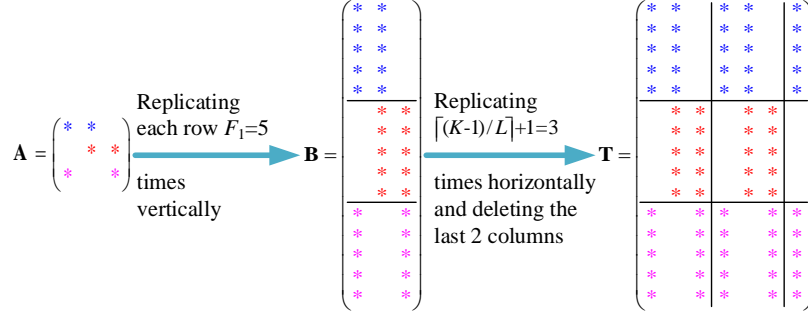 A = ( * *
* *
* * )
Replicating
each row F₁=5
times
vertically
B = ( * *
* *
* *
* *
* *
* *
* *
* *
* *
* *
* *
* *
* *
* *
* * )
Replicating
⌈(K-1)/L⌉+1=3
times horizontally
and deleting the
last 2 columns
T = ( * * * * *
* * * * *
* * * * *
* * * * *
* * * * *
* * * *
* * * *
* * * *
* * * *
* * * *
* * * * *
* * * * *
* * * * *
* * * * *
* * * * * )